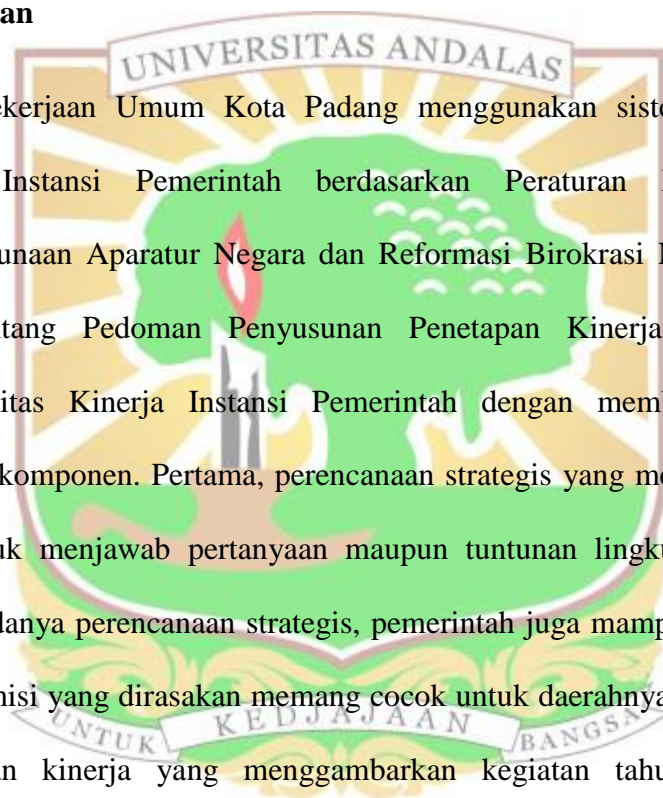 an
UNIVERSITAS ANDALAS
ekerjaan Umum Kota Padang menggunakan siste
Instansi Pemerintah berdasarkan Peraturan
unaan Aparatur Negara dan Reformasi Birokrasi
tang Pedoman Penyusunan Penetapan Kinerja
itas Kinerja Instansi Pemerintah dengan mem
komponen. Pertama, perencanaan strategis yang me
uk menjawab pertanyaan maupun tuntunan lingku
danya perencanaan strategis, pemerintah juga mamp
nisi yang dirasakan memang cocok untuk daerahnya
UNTUK KEDJAJAAN BANGSA
an kinerja yang menggambarkan kegiatan tahu